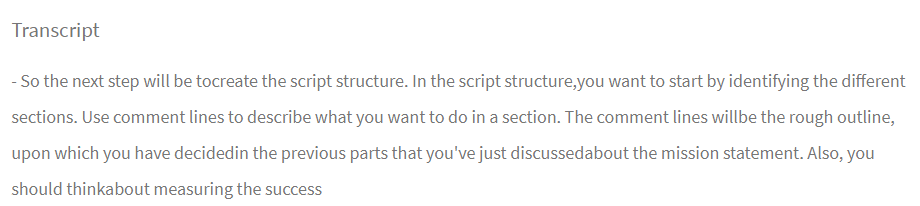 Transcript
- So the next step will be tocreate the script structure. In the script structure,you want to start by identifying the different
sections. Use comment lines to describe what you want to do in a section. The comment lines willbe the rough outline,
upon which you have decidedin the previous parts that you've just discussedabout the mission statement. Also, you
should thinkabout measuring the success